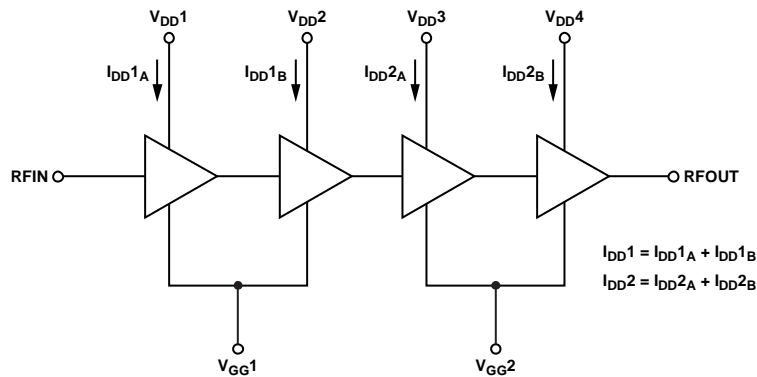 VDD1 VDD2 VDD3 VDD4
IDD1A IDD1B IDD2A IDD2B
RFIN RFOUT
IDD1 = IDD1A + IDD1B
IDD2 = IDD2A + IDD2B
VGG1 VGG2